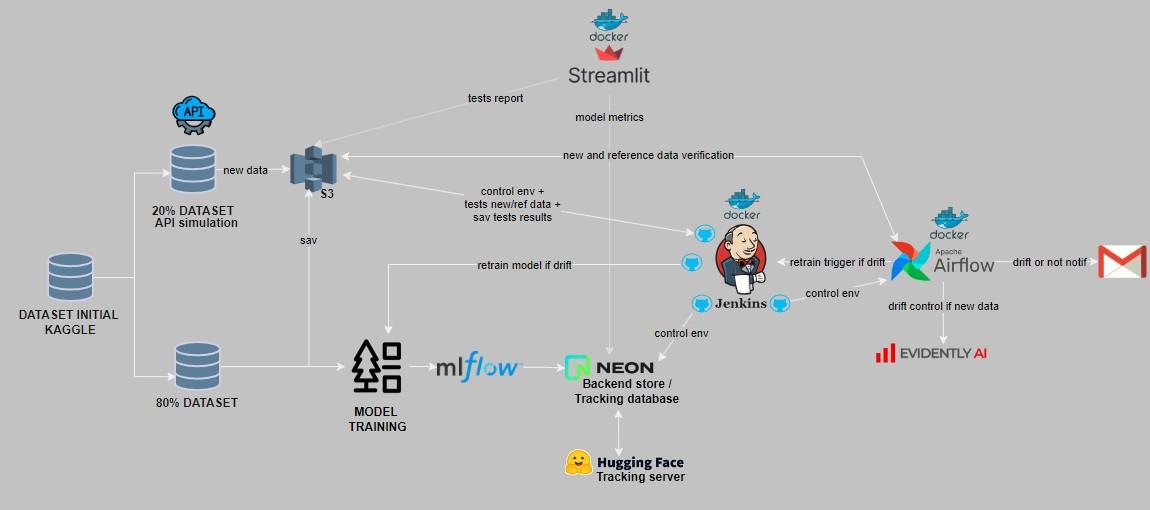 docker
Streamlit
tests report
model metrics
API
new data
S3
new and reference data verification
20% DATASET
API simulation
control env +
tests new/ref data +
sav tests results
docker
docker
sav
Apache
Airflow
retrain model if drift
retrain trigger if drift
drift or not notif
Jenkins
control env
DATASET INITIAL
KAGGLE
drift control if new data
control env
EVIDENTLY AI
mlflow
NEON
Backend store /
Tracking database
80% DATASET
MODEL
TRAINING
Hugging Face
Tracking server